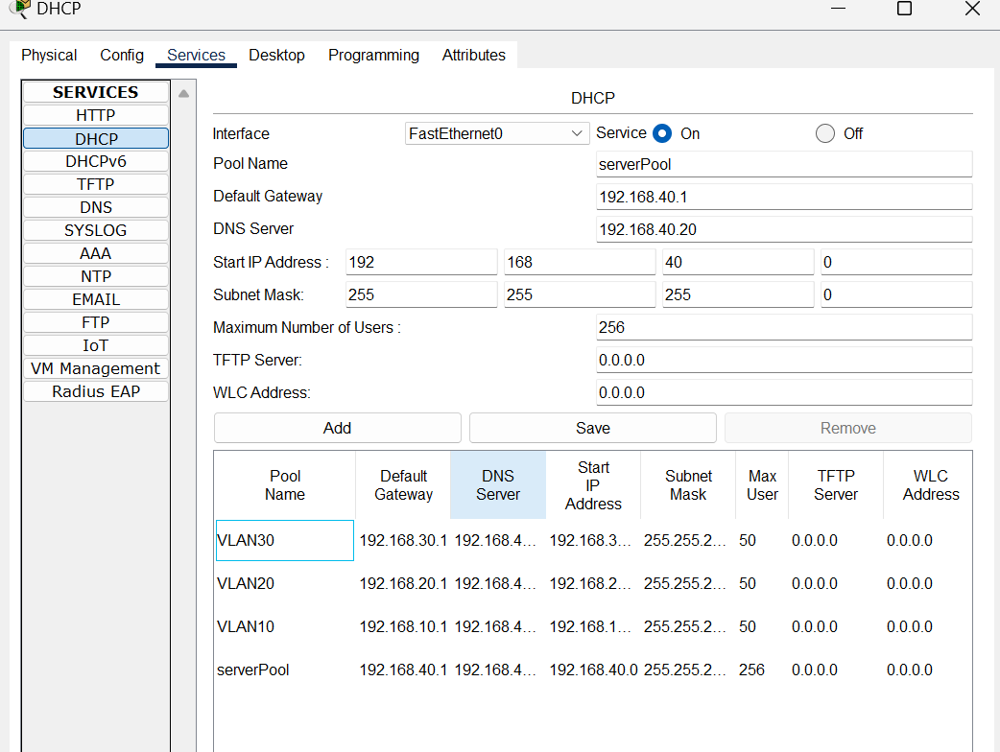 DHCP
Physical Config Services Desktop Programming Attributes
SERVICES
HTTP
DHCP
DHCPv6
TFTP
DNS
SYSLOG
AAA
NTP
EMAIL
FTP
IoT
VM Management
Radius EAP
DHCP
Interface FastEthernet0 Service On Off
Pool Name serverPool
Default Gateway 192.168.40.1
DNS Server 192.168.40.20
Start IP Address : 192 168 40 0
Subnet Mask: 255 255 255 0
Maximum Number of Users : 256
TFTP Server: 0.0.0.0
WLC Address: 0.0.0.0
Add Save Remove
Pool Name Default Gateway DNS Server Start IP Address Subnet Mask Max User TFTP Server WLC Address
VLAN30 192.168.30.1 192.168.4... 192.168.3... 255.255.2... 50 0.0.0.0 0.0.0.0
VLAN20 192.168.20.1 192.168.4... 192.168.2... 255.255.2... 50 0.0.0.0 0.0.0.0
VLAN10 192.168.10.1 192.168.4... 192.168.1... 255.255.2... 50 0.0.0.0 0.0.0.0
serverPool 192.168.40.1 192.168.4... 192.168.40.0 255.255.2... 256 0.0.0.0 0.0.0.0